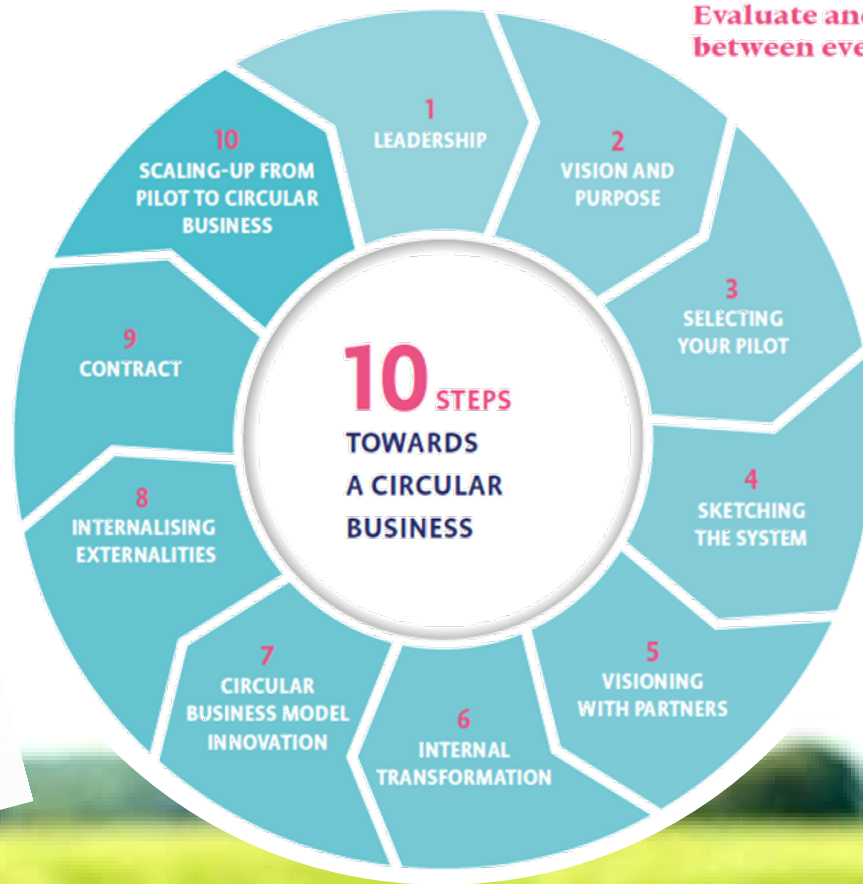 Evaluate an
between eve
1
LEADERSHIP
2
VISION AND
PURPOSE
3
SELECTING
YOUR PILOT
4
SKETCHING
THE SYSTEM
5
VISIONING
WITH PARTNERS
6
INTERNAL
TRANSFORMATION
7
CIRCULAR
BUSINESS MODEL
INNOVATION
8
INTERNALISING
EXTERNALITIES
9
CONTRACT
10
SCALING-UP FROM
PILOT TO CIRCULAR
BUSINESS
10 STEPS
TOWARDS
A CIRCULAR
BUSINESS